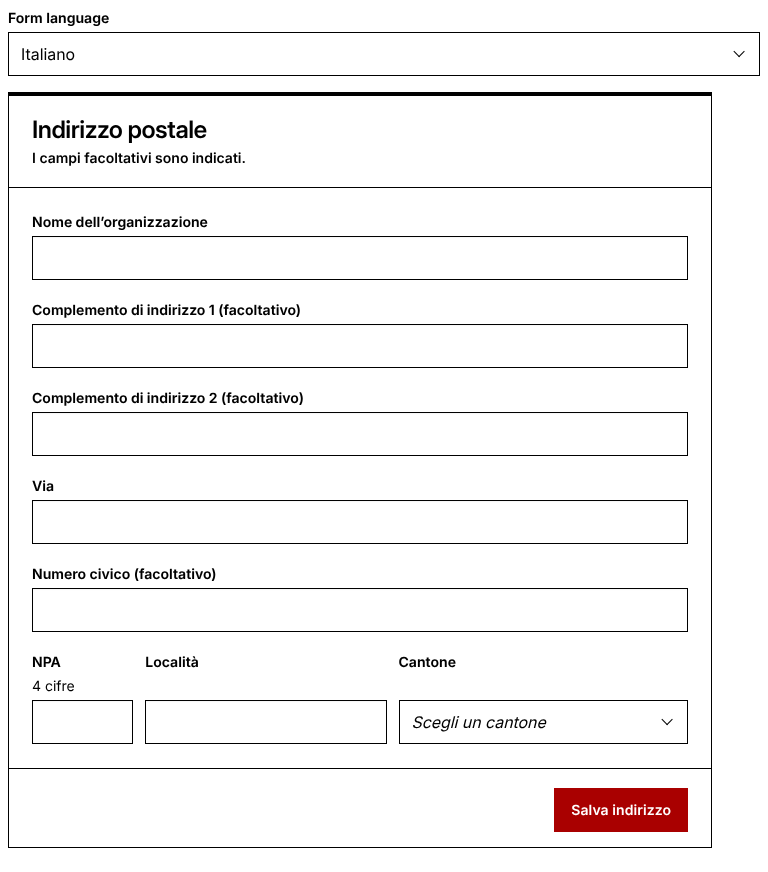 Form language
Italiano
Indirizzo postale
I campi facoltativi sono indicati.
Nome dell’organizzazione
Complemento di indirizzo 1 (facoltativo)
Complemento di indirizzo 2 (facoltativo)
Via
Numero civico (facoltativo)
NPA
4 cifre
Località
Cantone
Scegli un cantone
Salva indirizzo